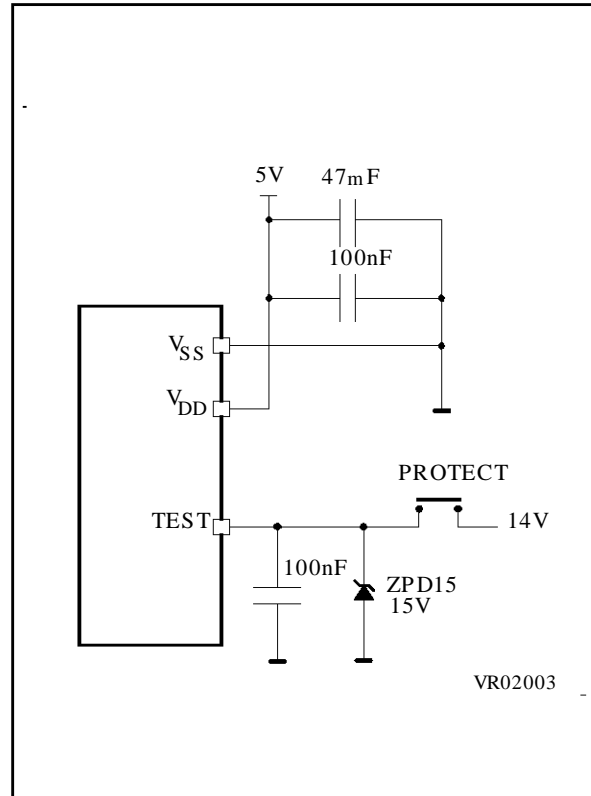 5V 47mF
100nF
VSS
VDD
PROTECT
TEST 14V
100nF ZPD15
15V
VR02003